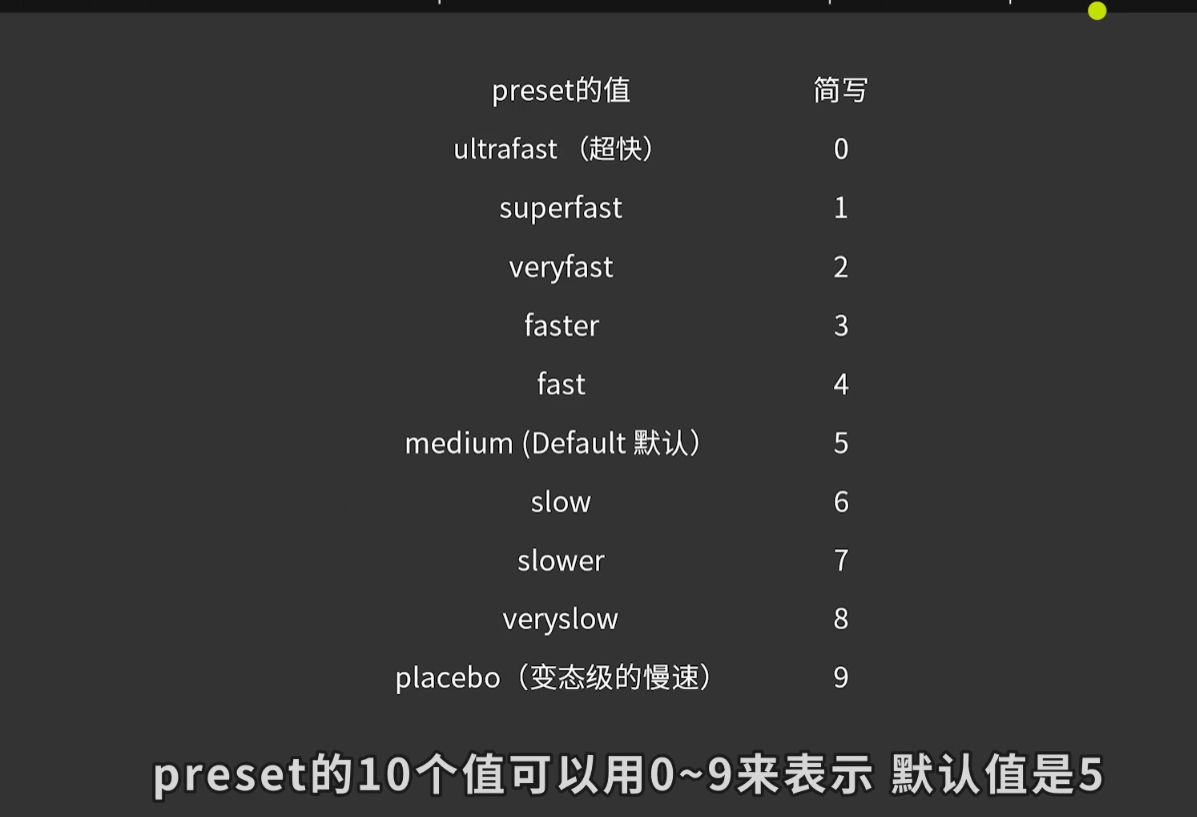 preset的值 简写
ultrafast （超快） 0
superfast 1
veryfast 2
faster 3
fast 4
medium (Default 默认） 5
slow 6
slower 7
veryslow 8
placebo（变态级的慢速） 9
preset的10个值可以用0~9来表示 默认值是5